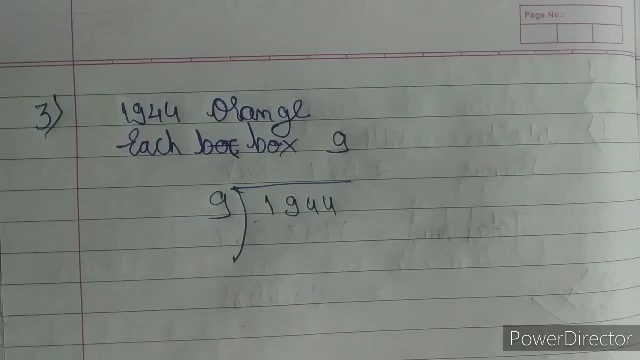 Page No.:
3) 1944 Orange
Each box box 9
9) 1944
PowerDirector